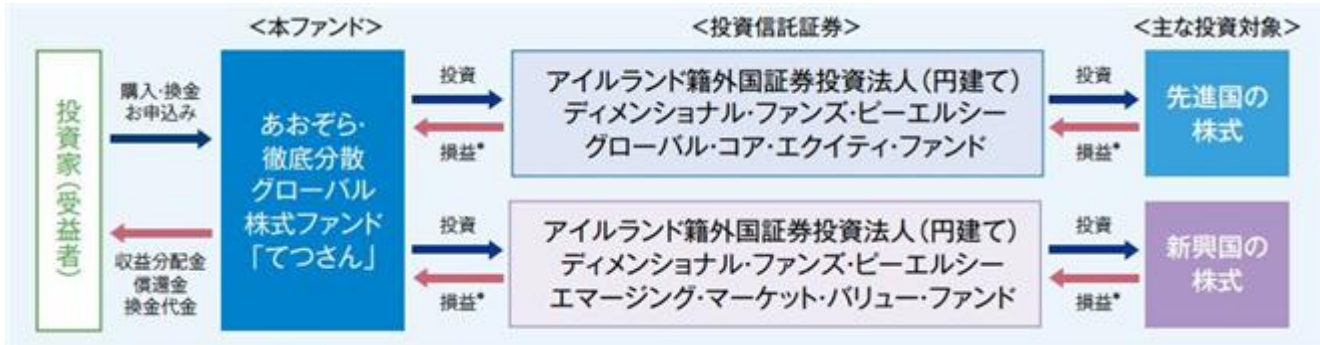 <本ファンド>
<投資信託証券>
<主な投資対象>
投資家(受益者)
購入・換金
お申込み
収益分配金
償還金
換金代金
あおぞら・
徹底分散
グローバル
株式ファンド
「てつさん」
投資
損益*
アイルランド籍外国証券投資法人(円建て)
ディメンショナル・ファンズ・ピーエルシー
グローバル・コア・エクイティ・ファンド
投資
損益*
先進国の
株式
投資
損益*
アイルランド籍外国証券投資法人(円建て)
ディメンショナル・ファンズ・ピーエルシー
エマージング・マーケット・バリュー・ファンド
投資
損益*
新興国の
株式